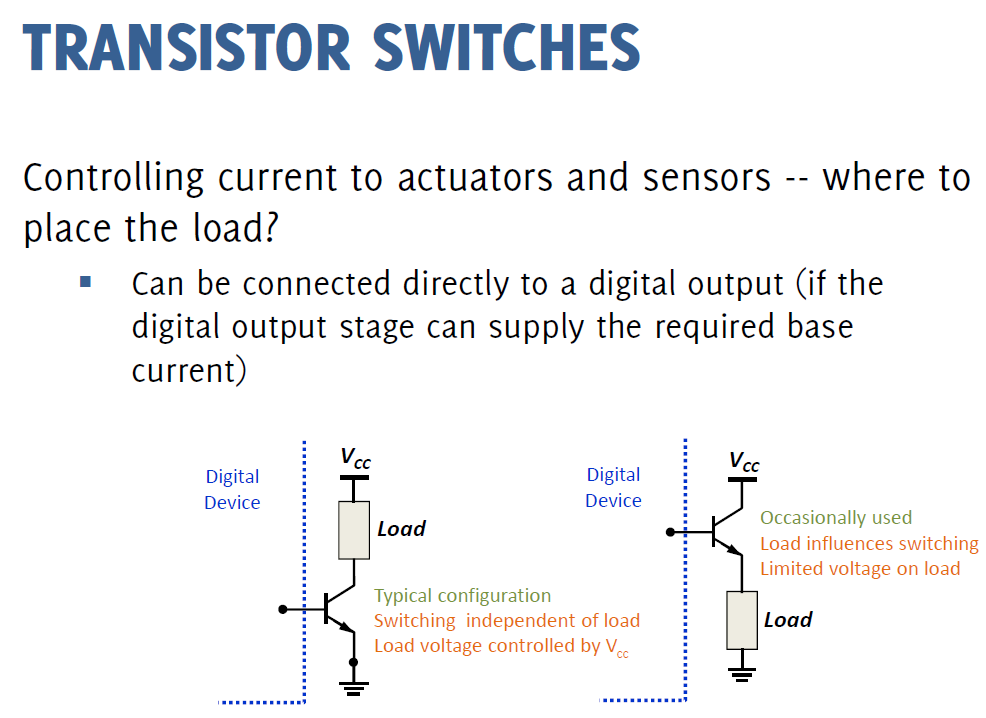 TRANSISTOR SWITCHES
Controlling current to actuators and sensors -- where to
place the load?
▪ Can be connected directly to a digital output (if the
digital output stage can supply the required base
current)
Digital
Device
VCC
Load
Typical configuration
Switching independent of load
Load voltage controlled by Vcc
Digital
Device
VCC
Occasionally used
Load influences switching
Limited voltage on load
Load